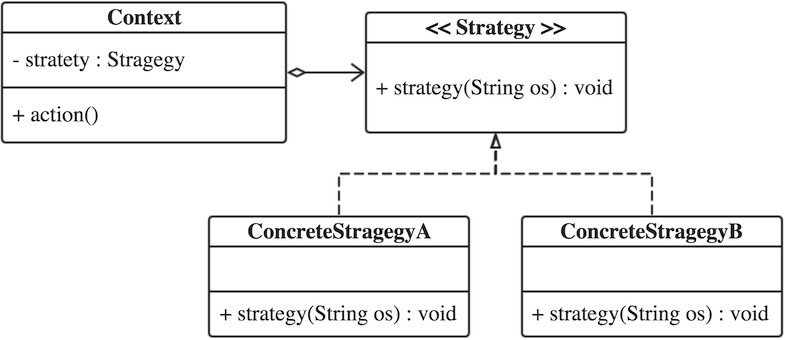 Context
- stratety : Stragegy
+ action()
<< Strategy >>
+ strategy(String os) : void
ConcreteStragegyA
+ strategy(String os) : void
ConcreteStragegyB
+ strategy(String os) : void